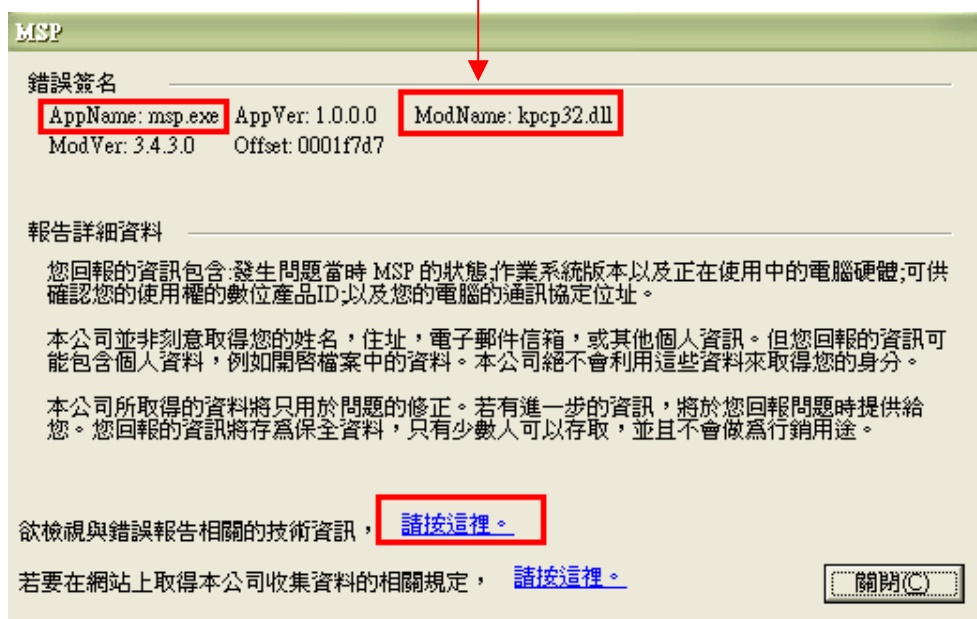 MSP
錯誤簽名
AppName: msp.exe AppVer: 1.0.0.0 ModName: kpcp32.dll
ModVer: 3.4.3.0 Offset: 0001f7d7
報告詳細資料
您回報的資訊包含:發生問題當時 MSP 的狀態;作業系統版本以及正在使用中的電腦硬體;可供
確認您的使用權的數位產品ID;以及您的電腦的通訊協定位址。
本公司並非刻意取得您的姓名,住址,電子郵件信箱,或其他個人資訊。但您回報的資訊可
能包含個人資料,例如開啓檔案中的資料。本公司絕不會利用這些資料來取得您的身分。
本公司所取得的資料將只用於問題的修正。若有進一步的資訊,將於您回報問題時提供給
您。您回報的資訊將存爲保全資料,只有少數人可以存取,並且不會做爲行銷用途。
欲檢視與錯誤報告相關的技術資訊, 請按這裡。
若要在網站上取得本公司收集資料的相關規定, 請按這裡。
關閉(C)